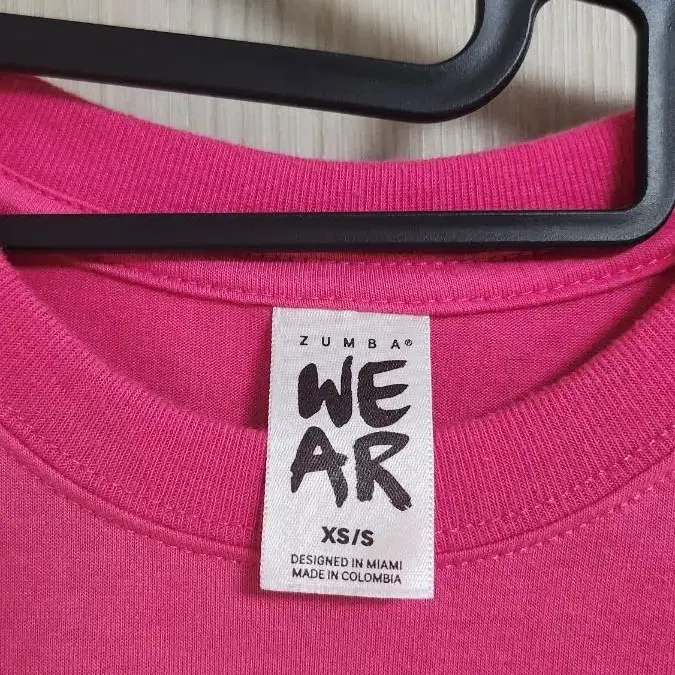 ZUMBA®
WE
AR
XS/S
DESIGNED IN MIAMI
MADE IN COLOMBIA